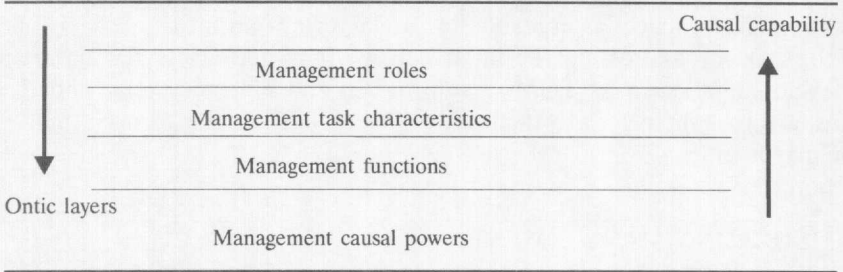 Causal capability
Management roles
Management task characteristics
Management functions
Ontic layers
Management causal powers